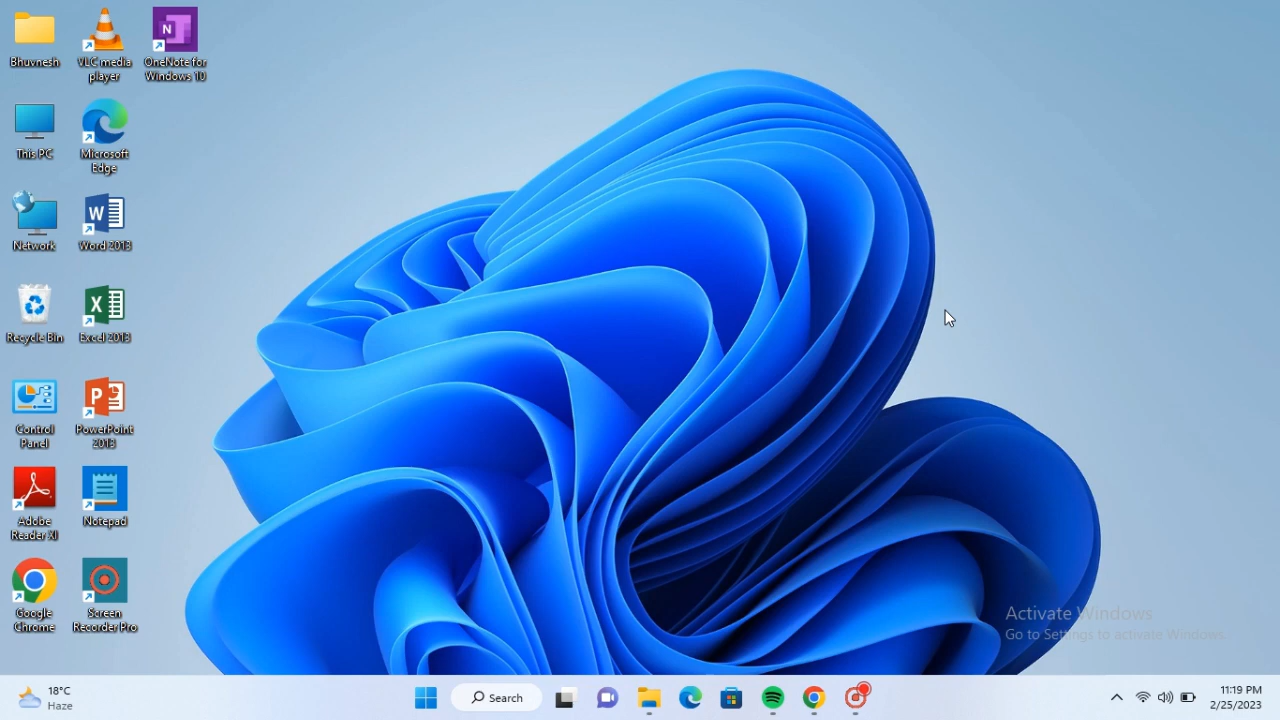 Bhuvnesh
VLC media
player
OneNote for
Windows 10
This PC
Microsoft
Edge
Network
Word 2013
Recycle Bin
Excel 2013
Control
Panel
PowerPoint
2013
Adobe
Reader XI
Notepad
Google
Chrome
Screen
Recorder Pro
Activate Windows
Go to Settings to activate Windows.
18°C
Haze
Search
11:19 PM
2/25/2023